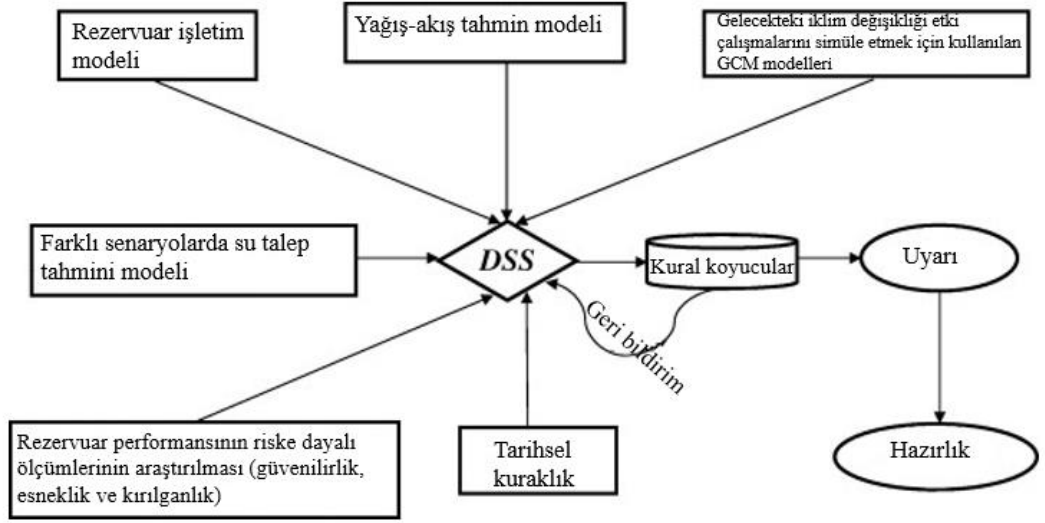 Rezervuar işletim
modeli
Yağış-akış tahmin modeli
Gelecekteki iklim değişikliği etki
çalışmalarını simüle etmek için kullanılan
GCM modelleri
Farklı senaryolarda su talep
tahmini modeli
DSS
Kural koyucular
Uyarı
Geri bildirim
Rezervuar performansının riske dayalı
ölçümlerinin araştırılması (güvenilirlik,
esneklik ve kırılganlık)
Tarihsel
kuraklık
Hazırlık